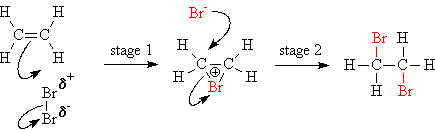 H H
C=C
H H
Br δ+
Br δ-
stage 1
Br-
H H
C C
H H
⊕
Br
stage 2
Br H
H C C H
H Br